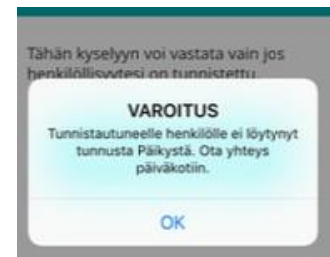 Tähän kyselyyn voi vastata vain jos
henkilöllisyytesi on tunnistettu
VAROITUS
Tunnistautuneelle henkilölle ei löytynyt
tunnusta Päikystä. Ota yhteys
päiväkotiin.
OK